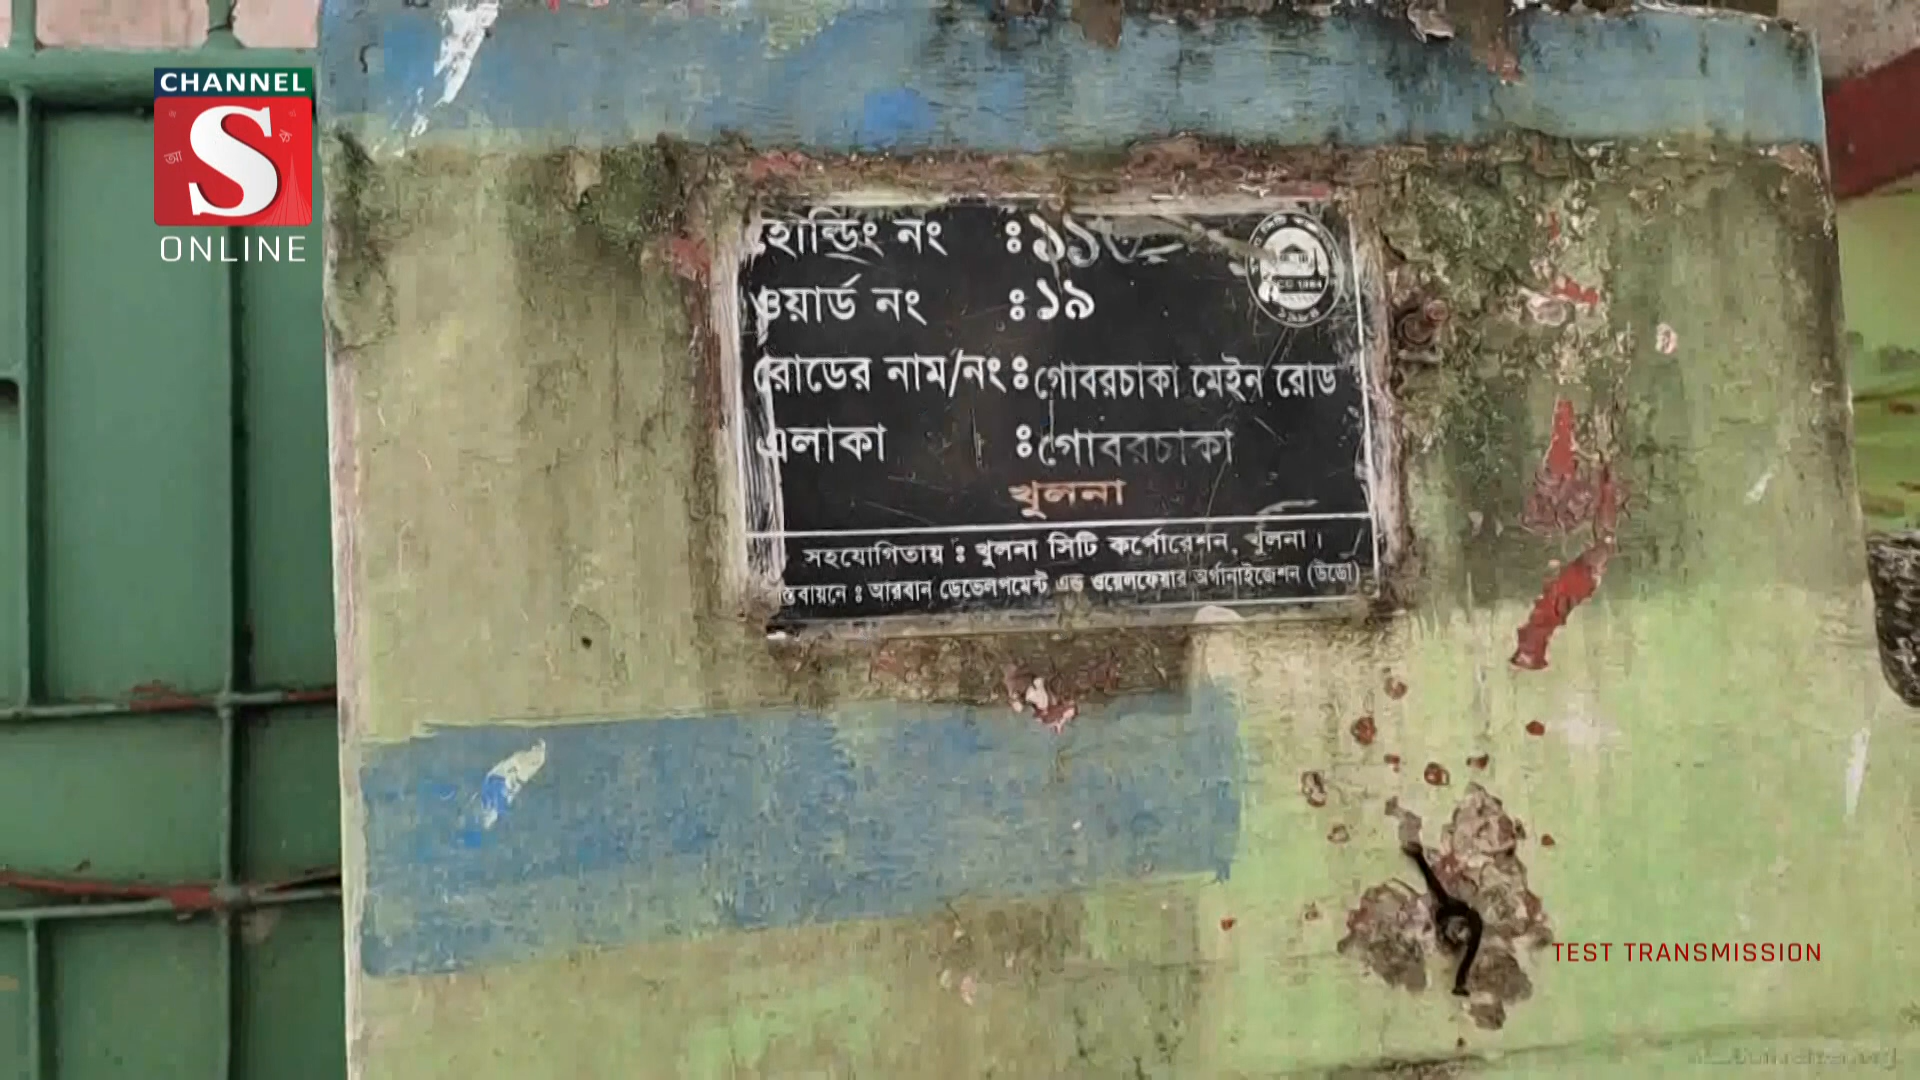 CHANNEL
S
ONLINE
হোল্ডিং নং :
ওয়ার্ড নং : ১৯
রোডের নাম/নং : গোবরচাকা মেইন রোড
এলাকা : গোবরচাকা
খুলনা
সহযোগিতায় : খুলনা সিটি কর্পোরেশন, খুলনা।
আরবান ডেভেলপমেন্ট এন্ড ওয়েলফেয়ার অর্গানাইজেশন (উডো)
TEST TRANSMISSION